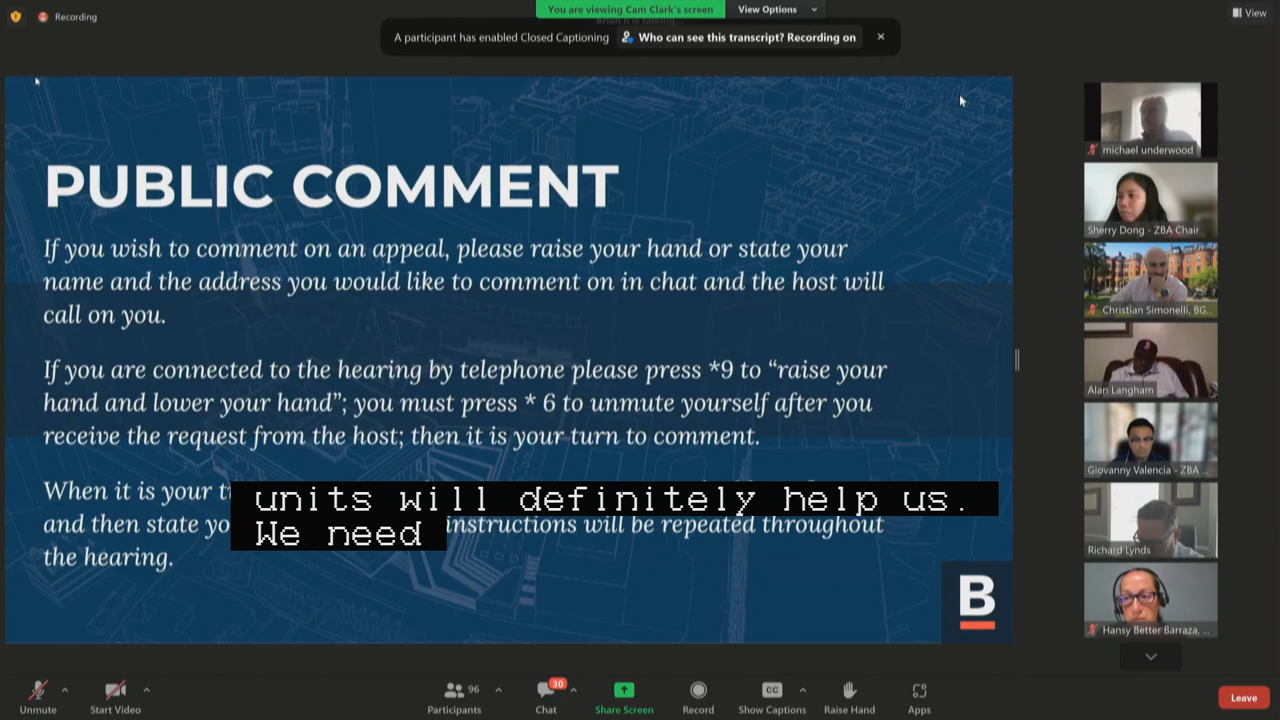 You are viewing Cam Clark's screen
View Options
Recording
View
A participant has enabled Closed Captioning
Who can see this transcript? Recording on
PUBLIC COMMENT
If you wish to comment on an appeal, please raise your hand or state your
name and the address you would like to comment on in chat and the host will
call on you.
If you are connected to the hearing by telephone please press *9 to “raise your
hand and lower your hand”; you must press * 6 to unmute yourself after you
receive the request from the host; then it is your turn to comment.
When it is your
and then state instructions will be repeated throughout
the hearing.
units will definitely help us.
We need
B
michael underwood
Sherry Dong - ZBA Chair
Christian Simonelli, BG...
Alan Langham
Giovanny Valencia - ZBA ...
Richard Lynds
Hansy Better Barraza, ...
Unmute
Start Video
96
Participants
30
Chat
Share Screen
Record
CC
Show Captions
Raise Hand
Apps
Leave